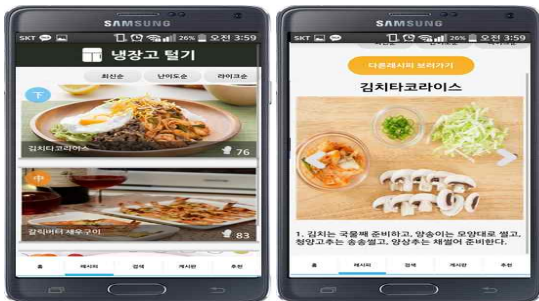 SAMSUNG
SKT 26% 오전 3:59
냉장고 털기
최신순 난이도순 라이크순
下
김치타코라이스 76
中
갈릭버터 새우구이 83
홈 레시피 검색 게시판 추천
SAMSUNG
SKT 26% 오전 3:59
다른레시피 보러가기
김치타코라이스
1. 김치는 국물째 준비하고, 양송이는 모양대로 썰고,
청양고추는 송송썰고, 양상추는 채썰어 준비한다.
홈 레시피 검색 게시판 추천